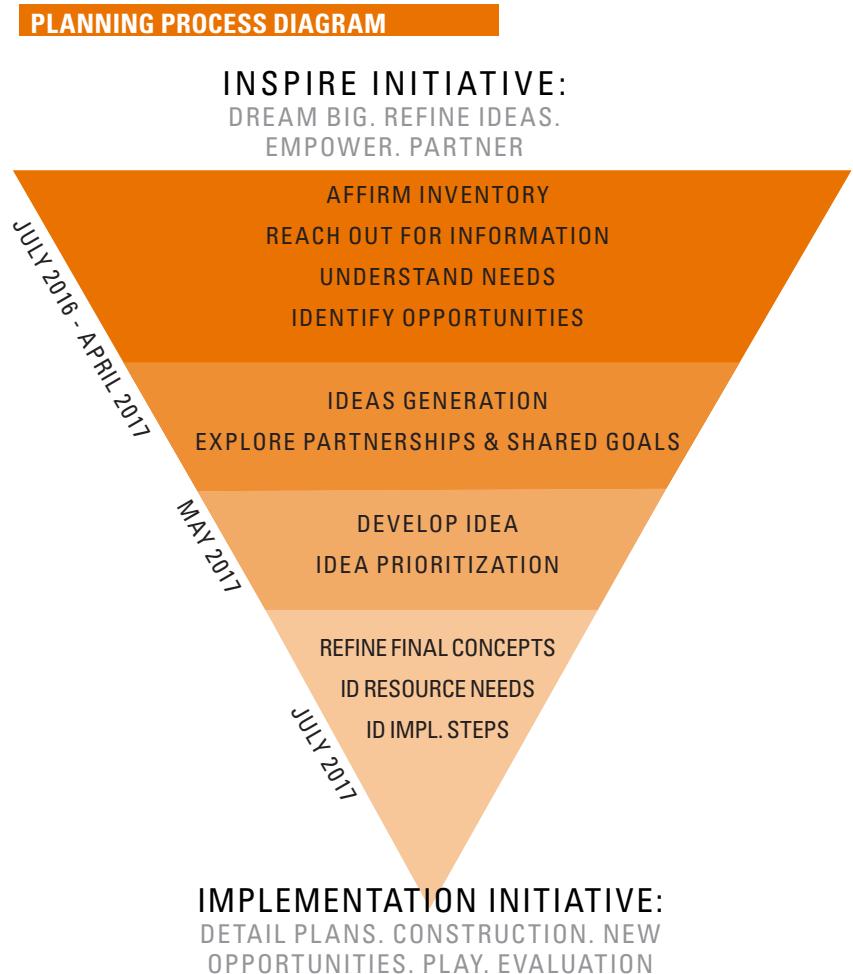 PLANNING PROCESS DIAGRAM
INSPIRE INITIATIVE:
DREAM BIG. REFINE IDEAS.
EMPOWER. PARTNER
AFFIRM INVENTORY
REACH OUT FOR INFORMATION
UNDERSTAND NEEDS
IDENTIFY OPPORTUNITIES
JULY 2016 - APRIL 2017
IDEAS GENERATION
EXPLORE PARTNERSHIPS & SHARED GOALS
MAY 2017
DEVELOP IDEA
IDEA PRIORITIZATION
JULY 2017
REFINE FINAL CONCEPTS
ID RESOURCE NEEDS
ID IMPL. STEPS
IMPLEMENTATION INITIATIVE:
DETAIL PLANS. CONSTRUCTION. NEW
OPPORTUNITIES. PLAY. EVALUATION